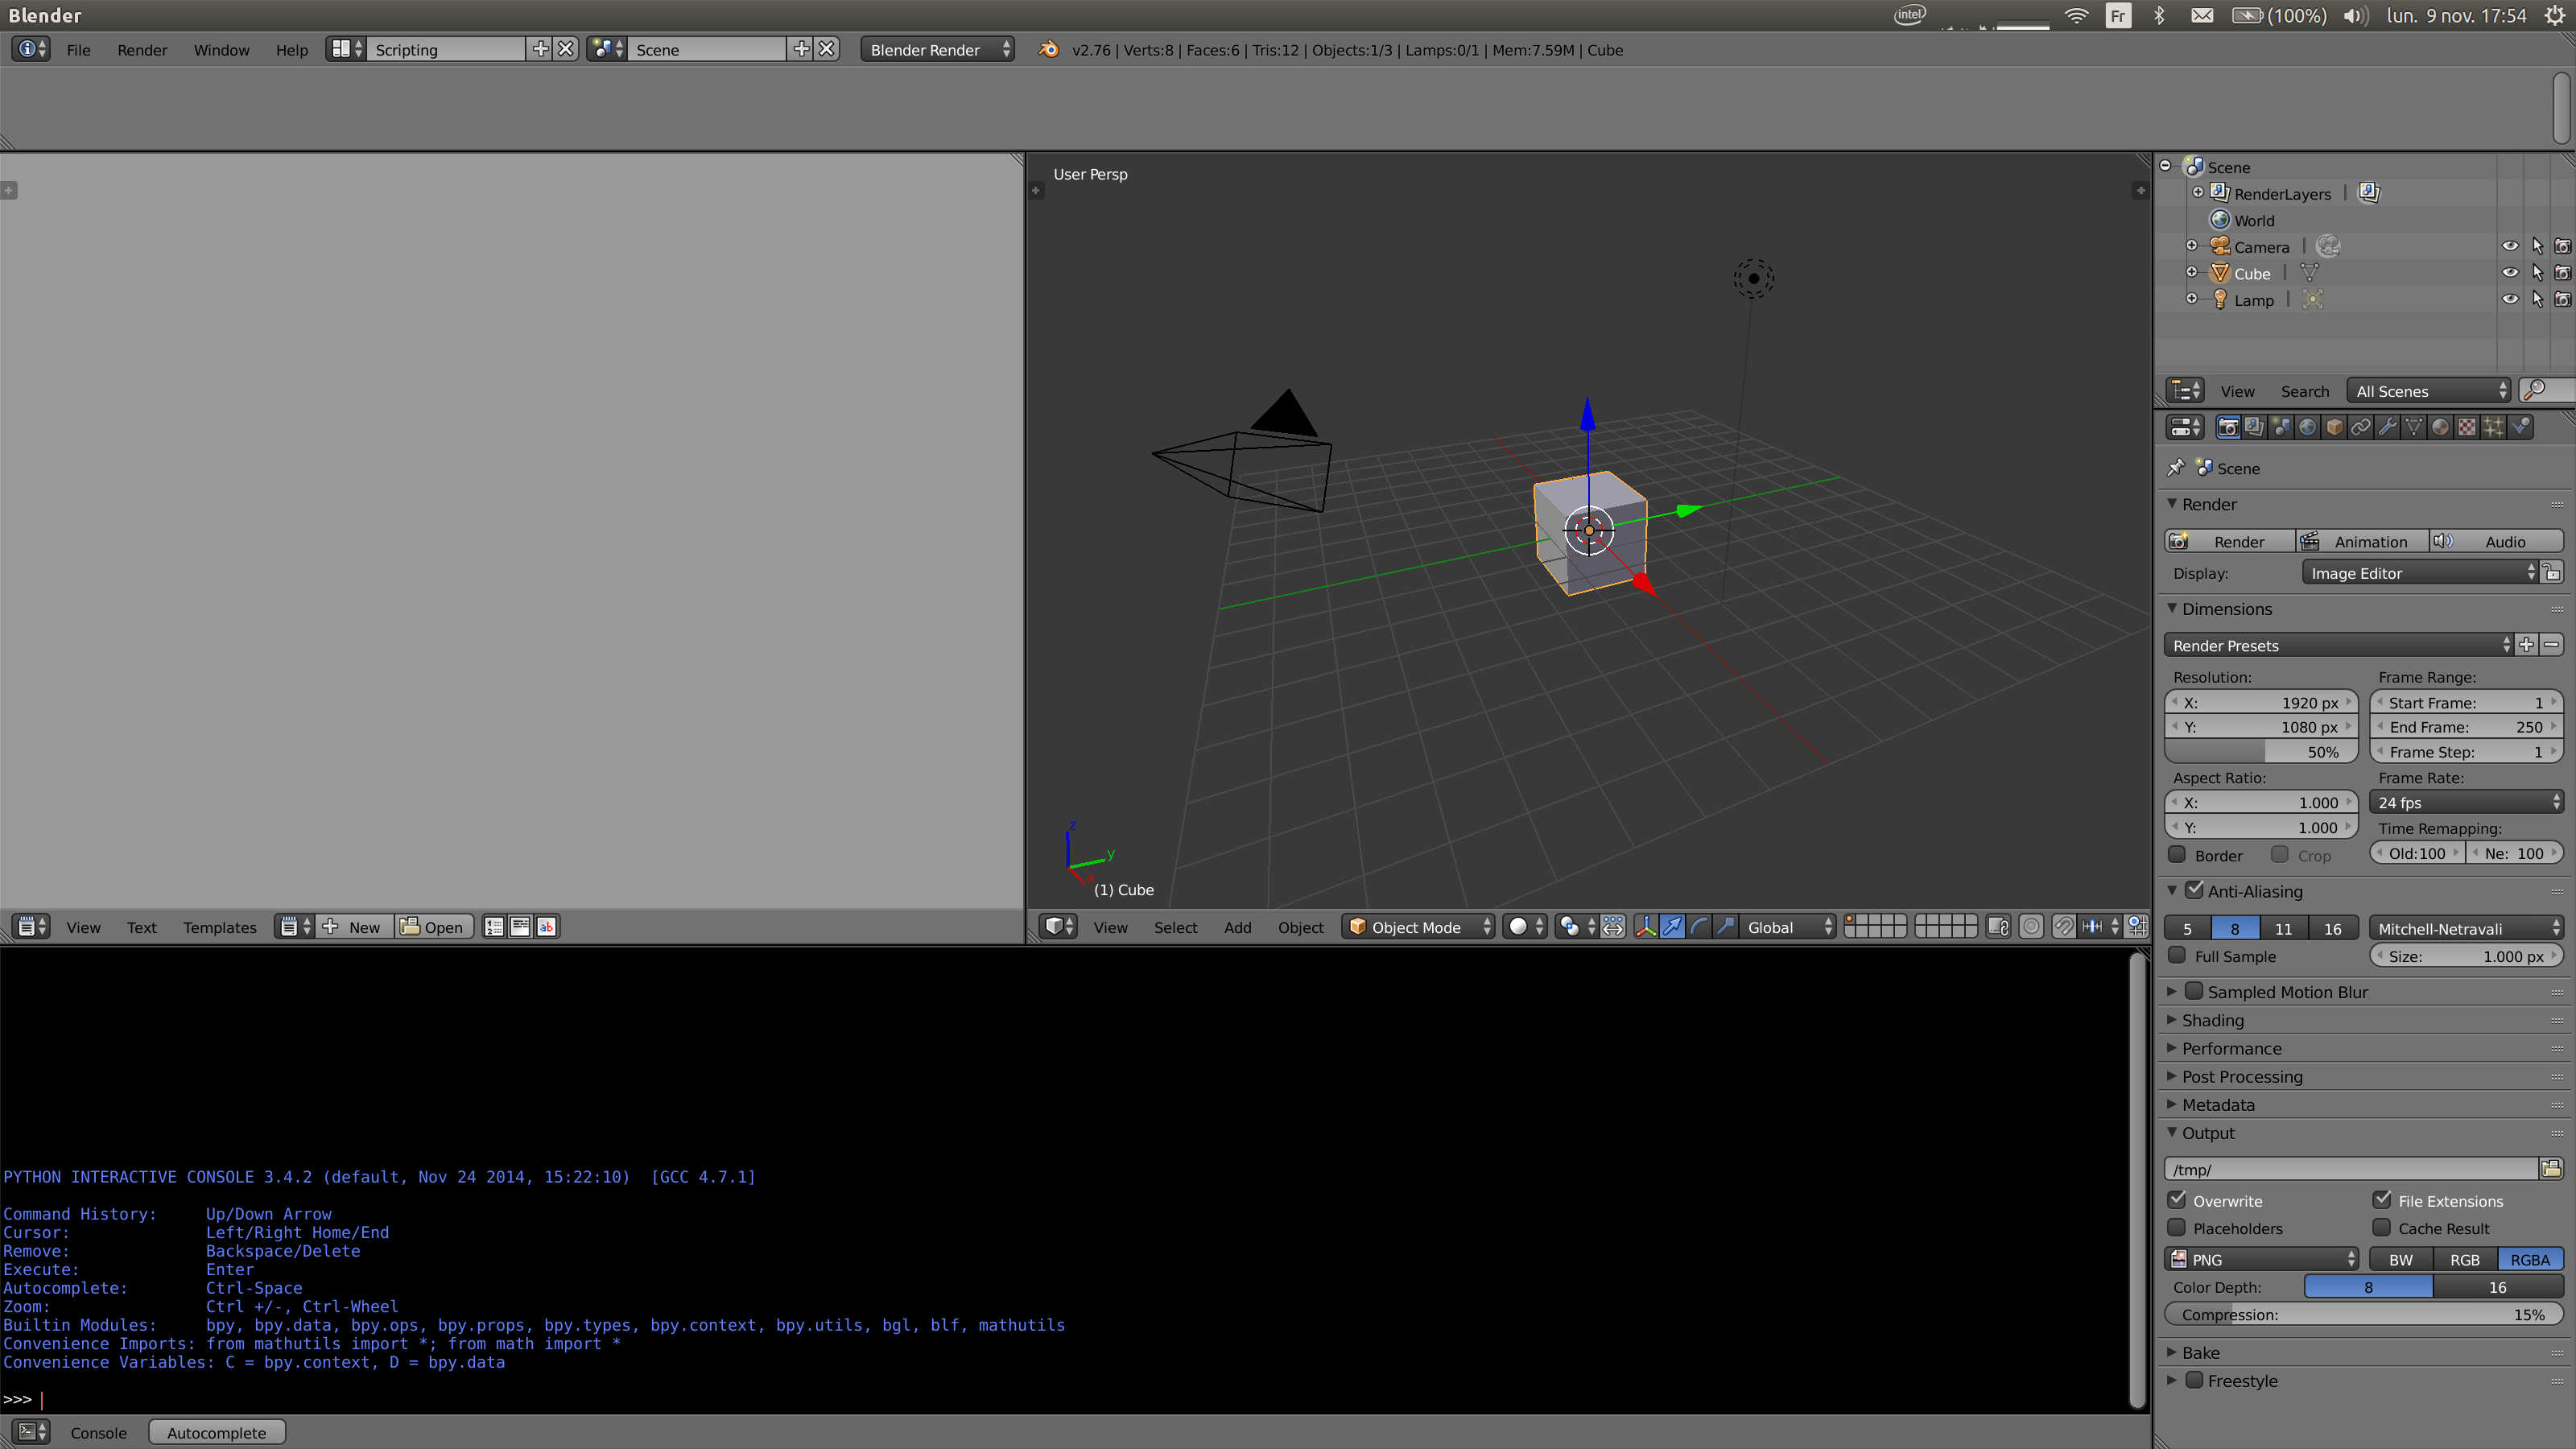 Blender
intel Fr (100%) lun. 9 nov. 17:54
File Render Window Help Scripting Scene Blender Render v2.76 | Verts:8 | Faces:6 | Tris:12 | Objects:1/3 | Lamps:0/1 | Mem:7.59M | Cube
User Persp
z
y
x
(1) Cube
View Text Templates New Open ab
View Select Add Object Object Mode Global
PYTHON INTERACTIVE CONSOLE 3.4.2 (default, Nov 24 2014, 15:22:10)  [GCC 4.7.1]
Command History:     Up/Down Arrow
Cursor:              Left/Right Home/End
Remove:              Backspace/Delete
Execute:             Enter
Autocomplete:        Ctrl-Space
Zoom:                Ctrl +/-, Ctrl-Wheel
Builtin Modules:     bpy, bpy.data, bpy.ops, bpy.props, bpy.types, bpy.context, bpy.utils, bgl, blf, mathutils
Convenience Imports: from mathutils import *; from math import *
Convenience Variables: C = bpy.context, D = bpy.data
>>>
Console Autocomplete
Scene
RenderLayers |
World
Camera |
Cube |
Lamp |
View Search All Scenes
Scene
Render
Render Animation Audio
Display: Image Editor
Dimensions
Render Presets
Resolution: Frame Range:
X: 1920 px Start Frame: 1
Y: 1080 px End Frame: 250
50% Frame Step: 1
Aspect Ratio: Frame Rate:
X: 1.000 24 fps
Y: 1.000 Time Remapping:
Border Crop Old:100 Ne: 100
Anti-Aliasing
5 8 11 16 Mitchell-Netravali
Full Sample Size: 1.000 px
Sampled Motion Blur
Shading
Performance
Post Processing
Metadata
Output
/tmp/
Overwrite File Extensions
Placeholders Cache Result
PNG BW RGB RGBA
Color Depth: 8 16
Compression: 15%
Bake
Freestyle